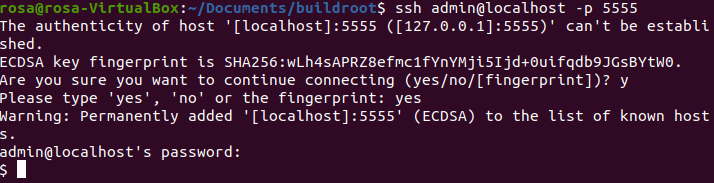 rosa@rosa-VirtualBox:~/Documents/buildroot$ ssh admin@localhost -p 5555
The authenticity of host '[localhost]:5555 ([127.0.0.1]:5555)' can't be establi
shed.
ECDSA key fingerprint is SHA256:wLh4sAPRZ8efmc1fYnYMji5Ijd+0uifqdb9JGsBYtW0.
Are you sure you want to continue connecting (yes/no/[fingerprint])? y
Please type 'yes', 'no' or the fingerprint: yes
Warning: Permanently added '[localhost]:5555' (ECDSA) to the list of known host
s.
admin@localhost's password:
$